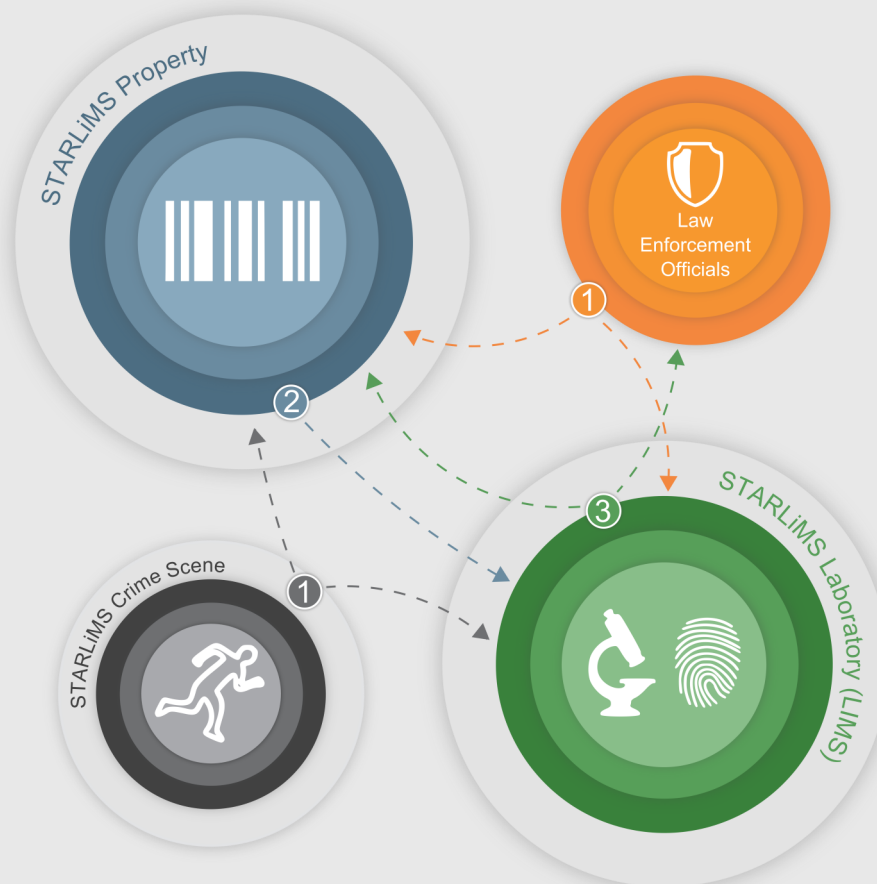 STARLiMS Property
Law
Enforcement
Officials
1
2
3
STARLiMS Crime Scene
1
STARLiMS Laboratory (LIMS)